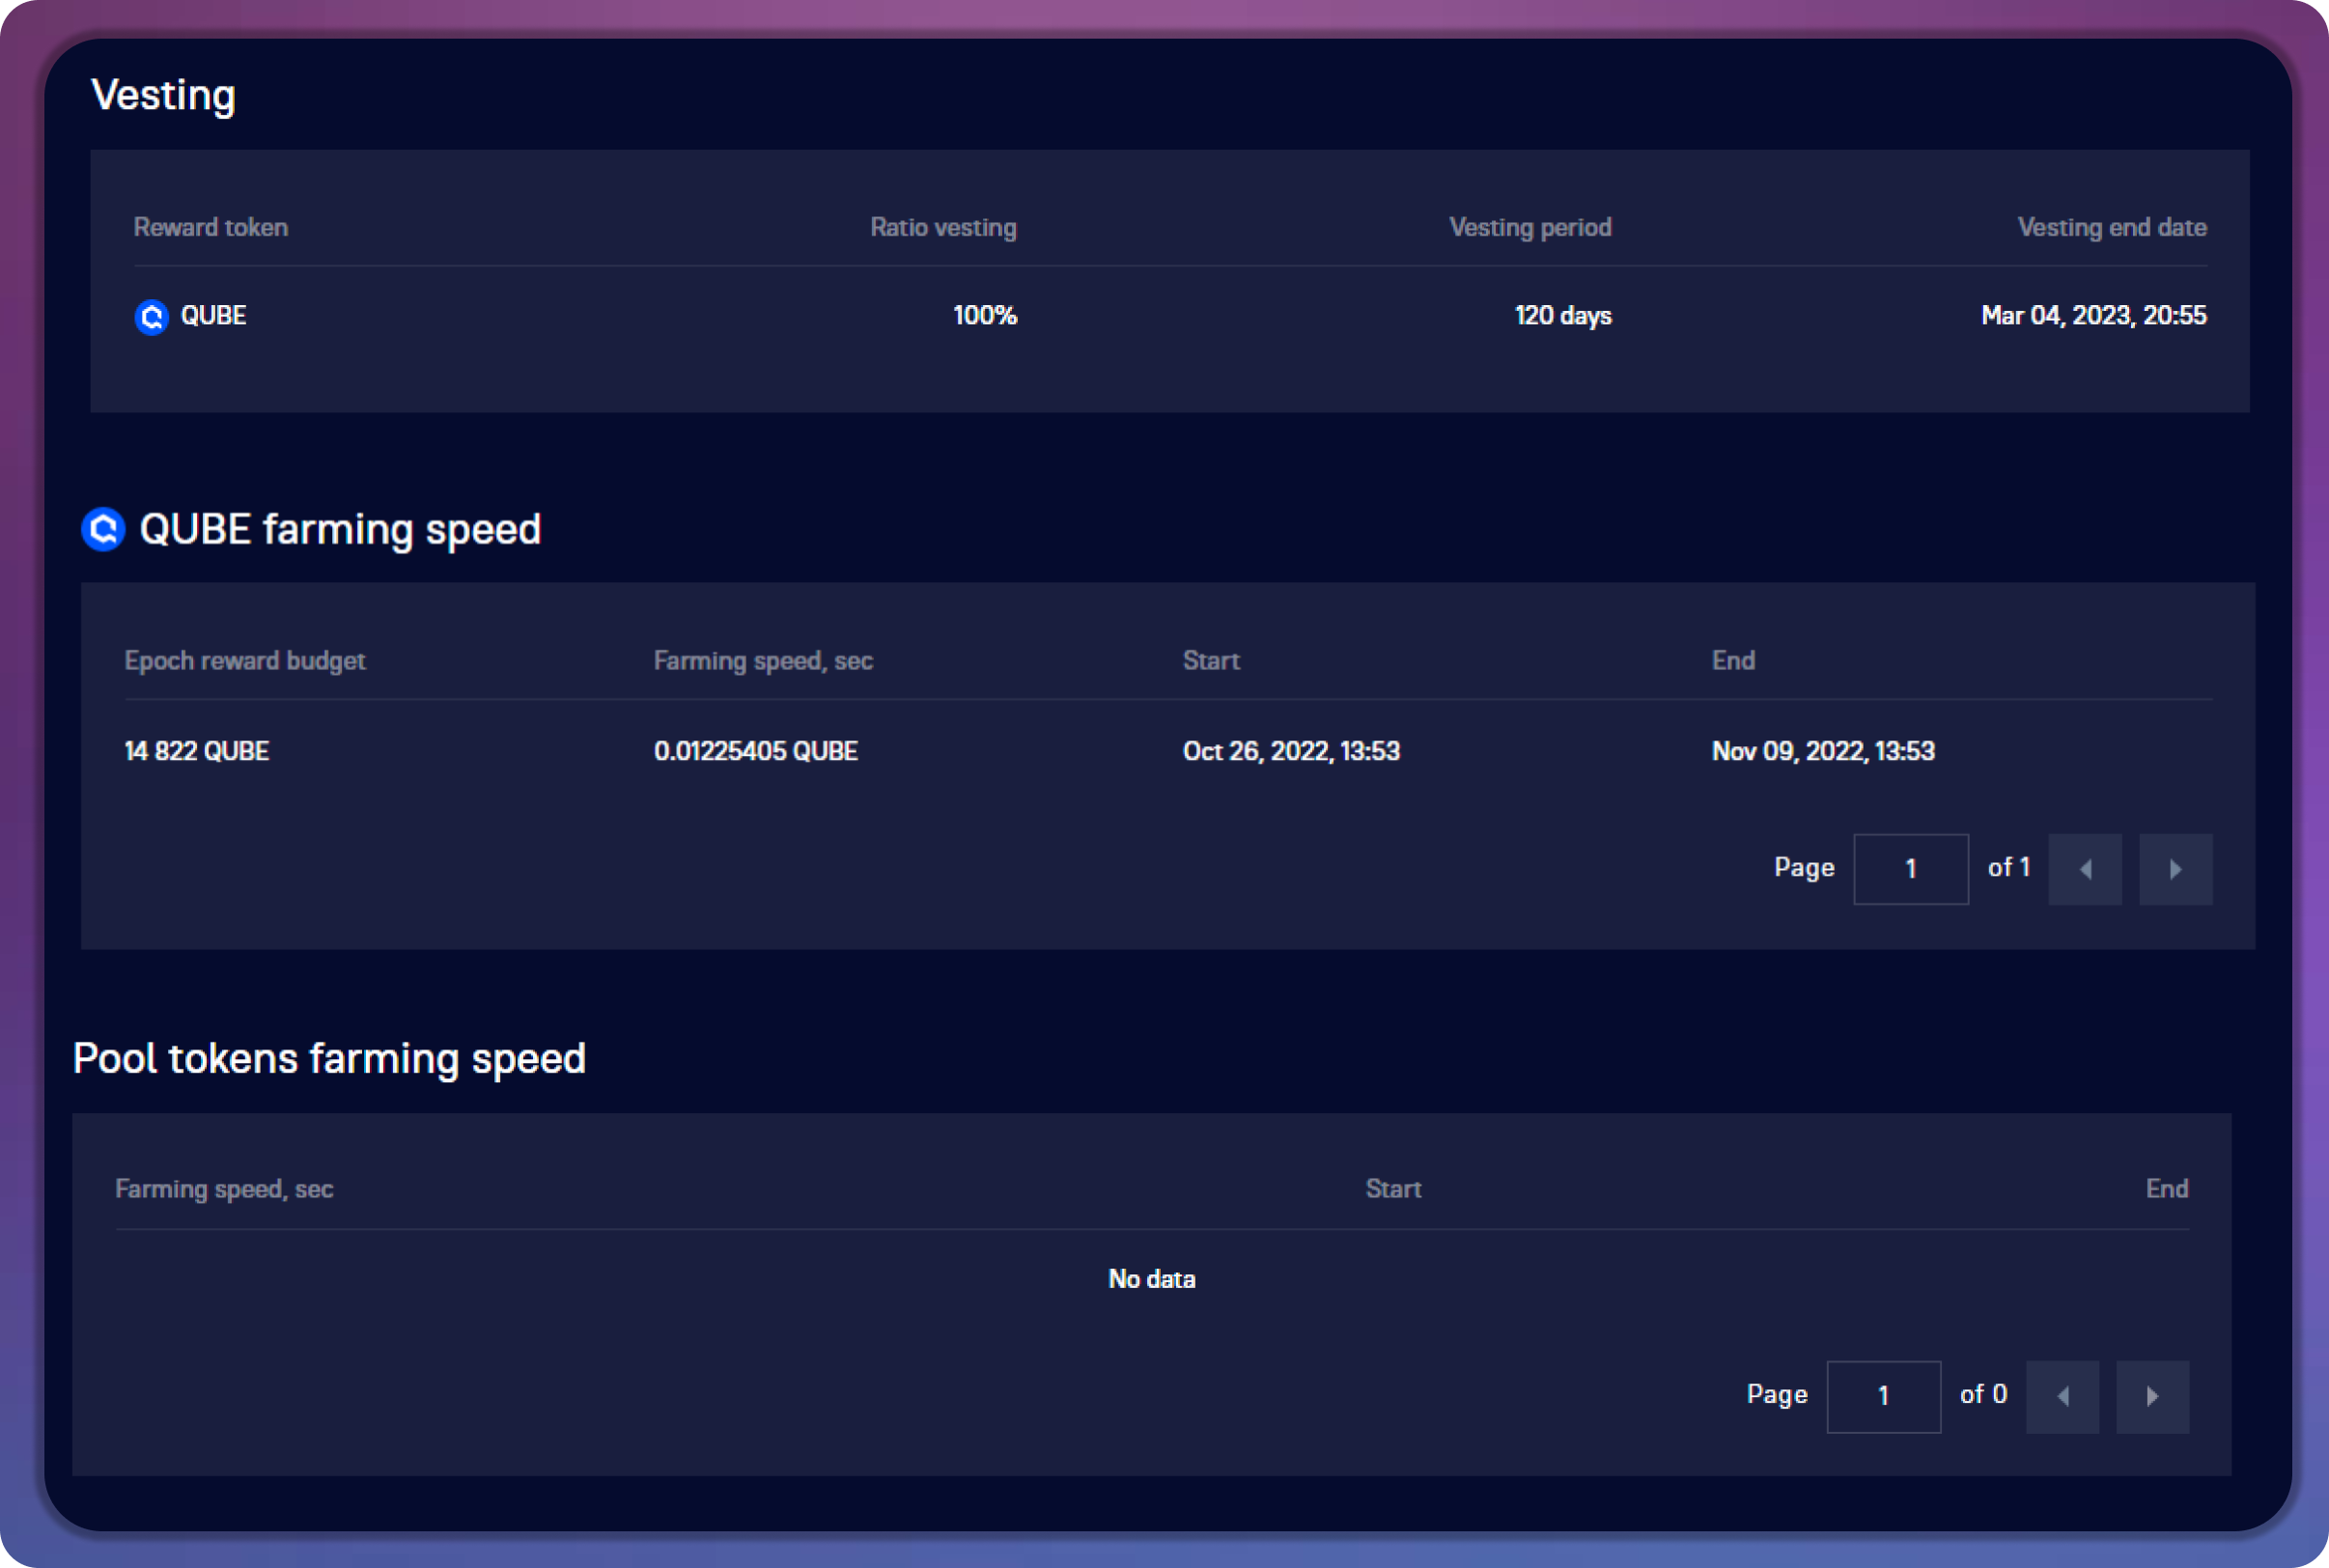 Vesting
Reward token Ratio vesting Vesting period Vesting end date
QUBE 100% 120 days Mar 04, 2023, 20:55
QUBE farming speed
Epoch reward budget Farming speed, sec Start End
14 822 QUBE 0.01225405 QUBE Oct 26, 2022, 13:53 Nov 09, 2022, 13:53
Page 1 of 1
Pool tokens farming speed
Farming speed, sec Start End
No data
Page 1 of 0